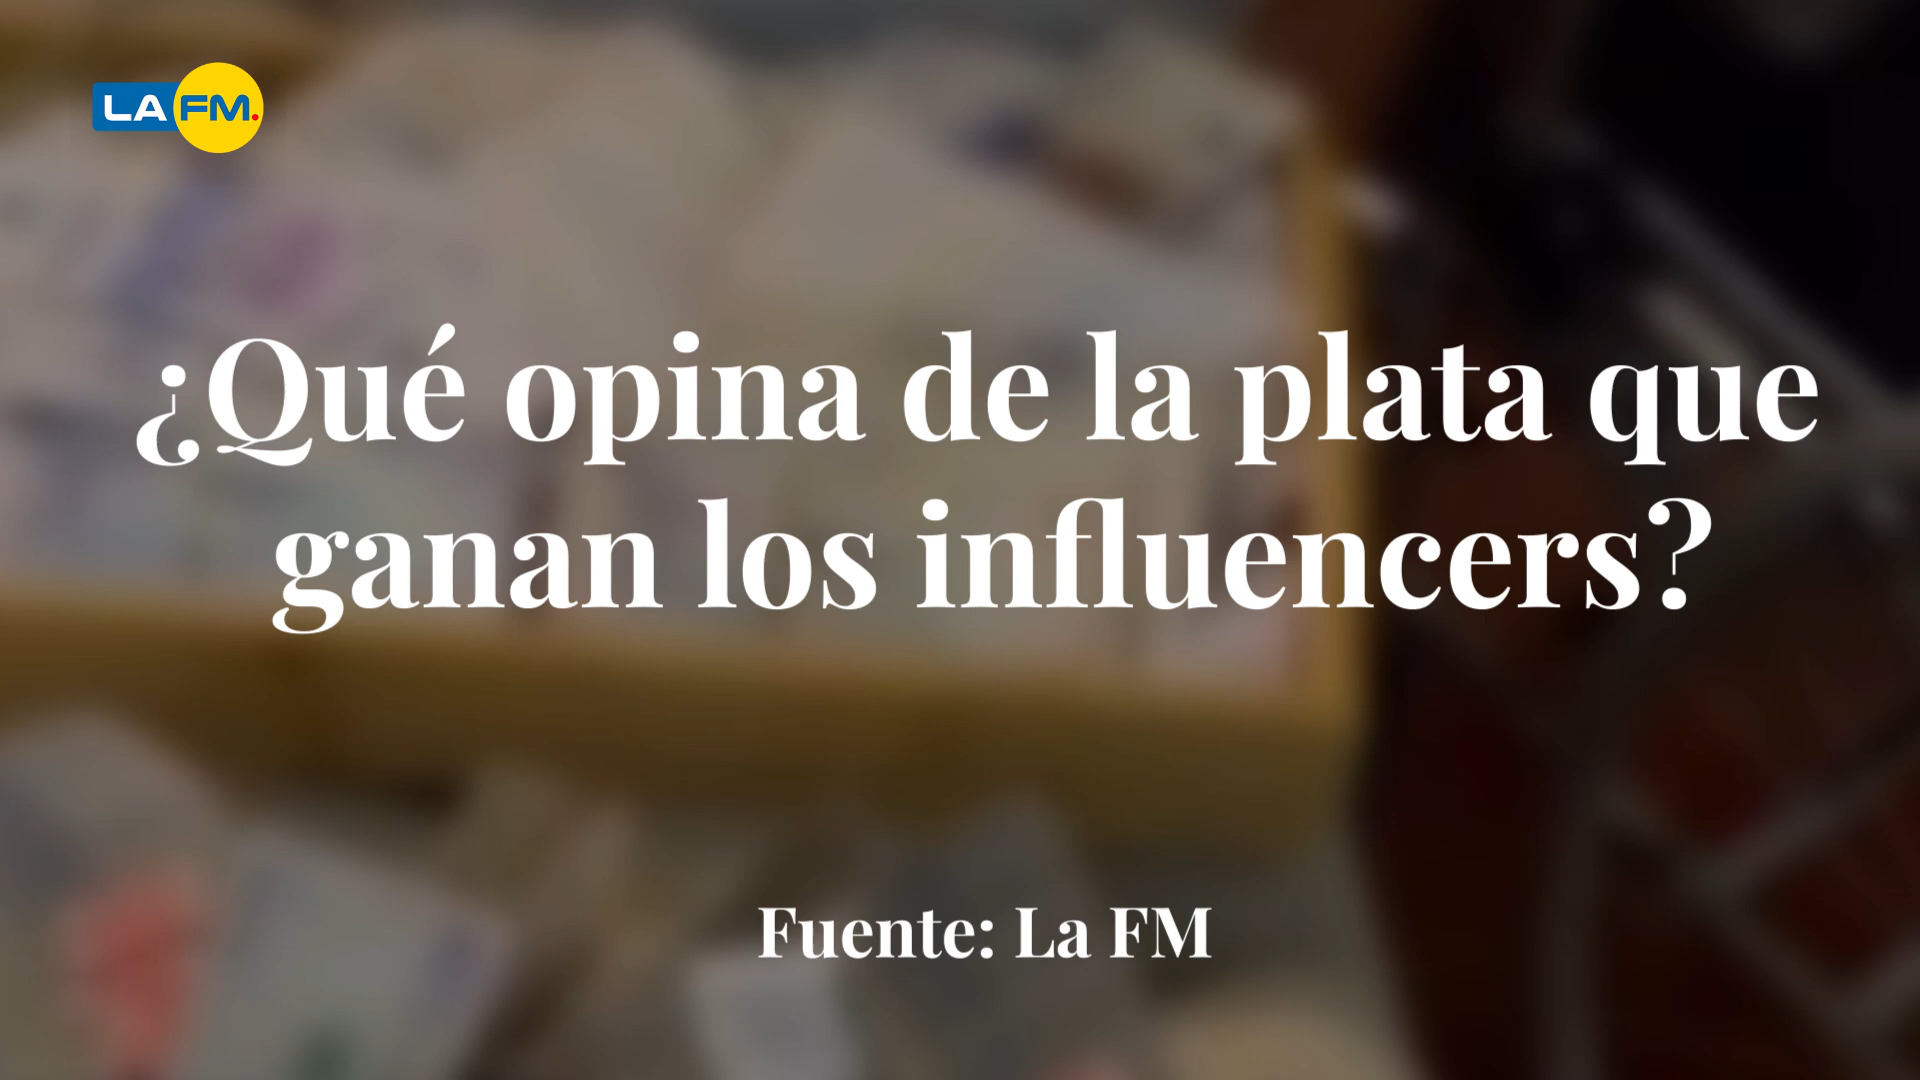 LA FM.
¿Qué opina de la plata que
ganan los influencers?
Fuente: La FM